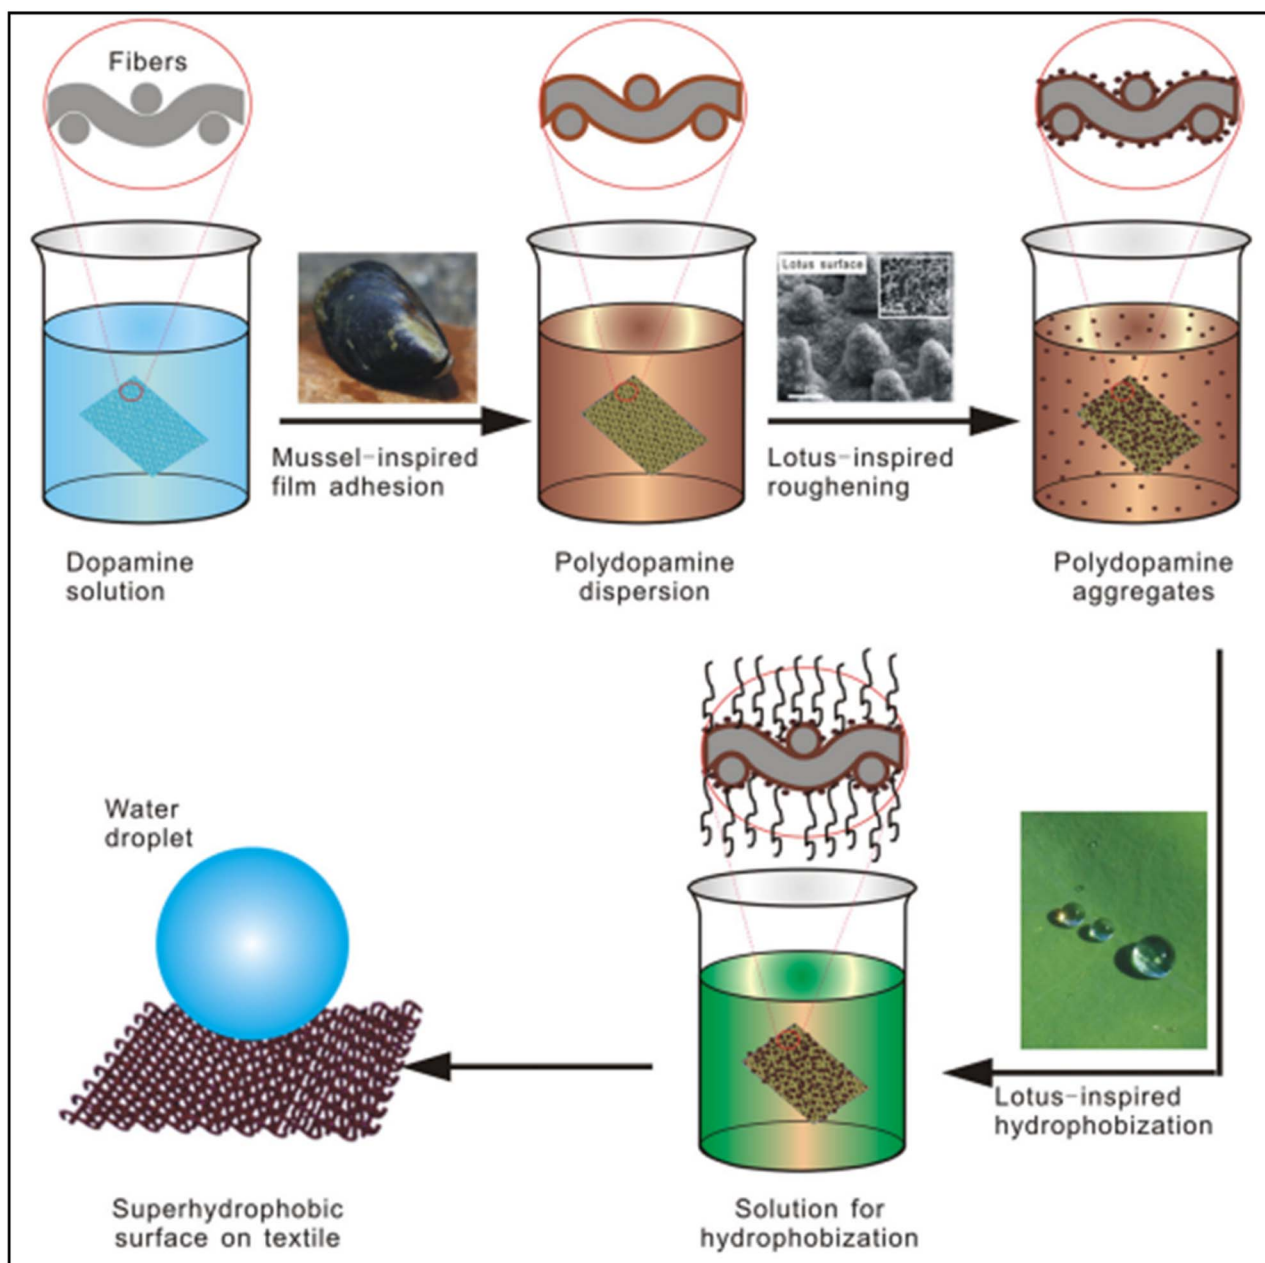 Fibers
Lotus surface
Mussel-inspired
film adhesion
Lotus-inspired
roughening
Dopamine
solution
Polydopamine
dispersion
Polydopamine
aggregates
Water
droplet
Lotus-inspired
hydrophobization
Superhydrophobic
surface on textile
Solution for
hydrophobization